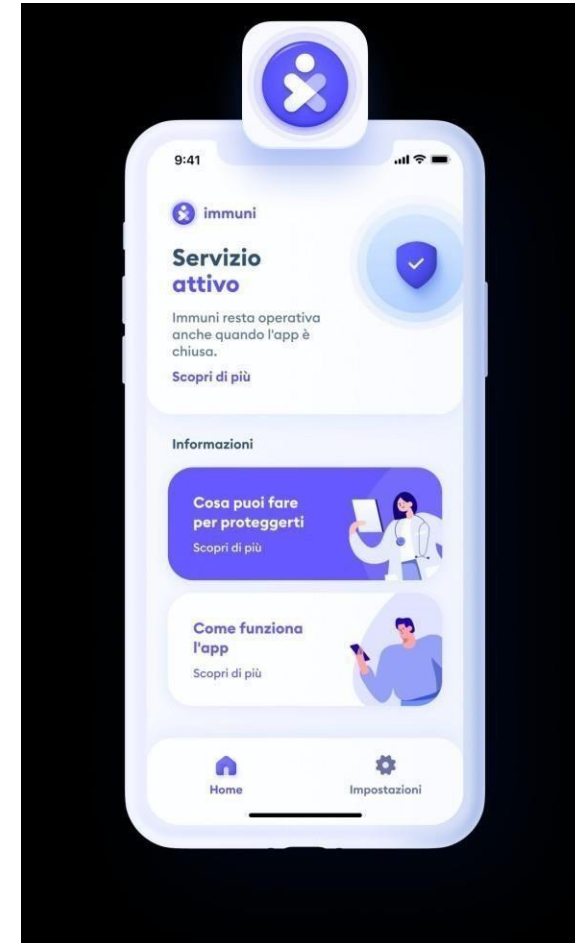 9:41
immuni
Servizio
attivo
Immuni resta operativa
anche quando l'app è
chiusa.
Scopri di più
Informazioni
Cosa puoi fare
per proteggerti
Scopri di più
Come funziona
l'app
Scopri di più
Home
Impostazioni